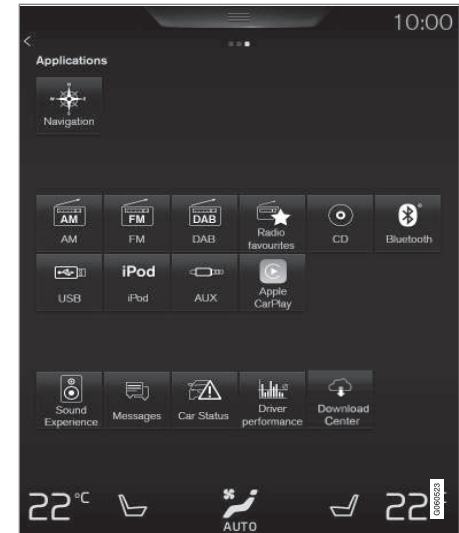 10:00
Applications
Navigation
AM FM DAB
AM FM DAB Radio favourites CD Bluetooth
iPod
USB iPod AUX Apple CarPlay
Sound Experience Messages Car Status Driver performance Download Center
22°C 22°
AUTO
G060523